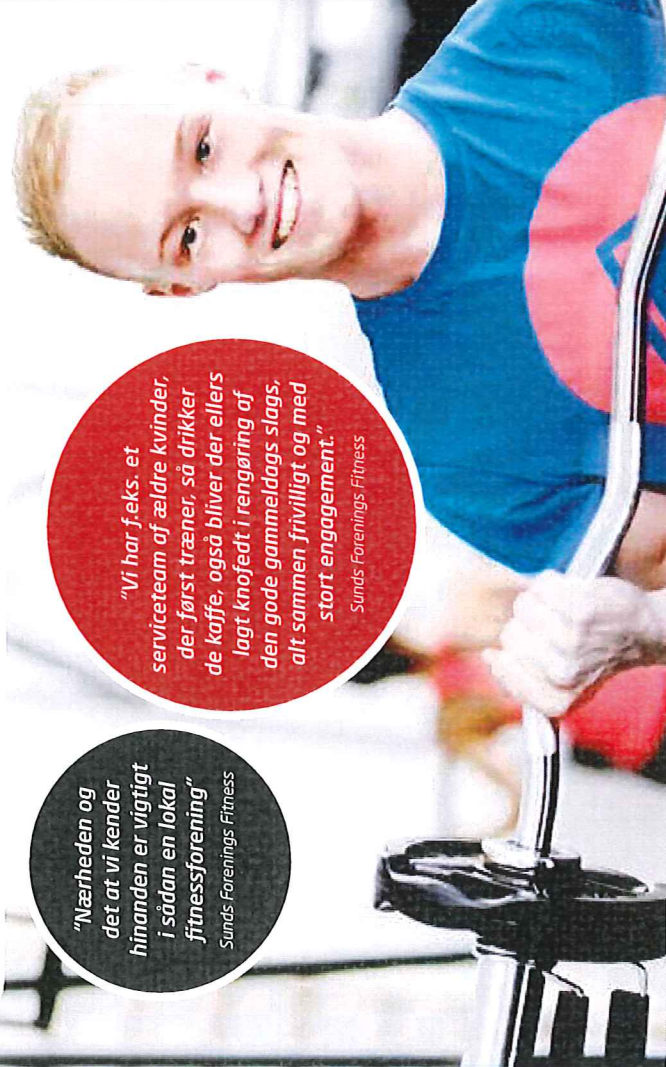 "Nærheden og
det at vi kender
hinanden er vigtigt
i sådan en lokal
fitnessforening"
Sunds Forenings Fitness
"Vi har f.eks. et
serviceteam af ældre kvinder,
der først træner, så drikker
de kaffe, også bliver der ellers
lagt knofedt i rengøring af
den gode gammeldags slags,
alt sammen frivilligt og med
stort engagement."
Sunds Forenings Fitness